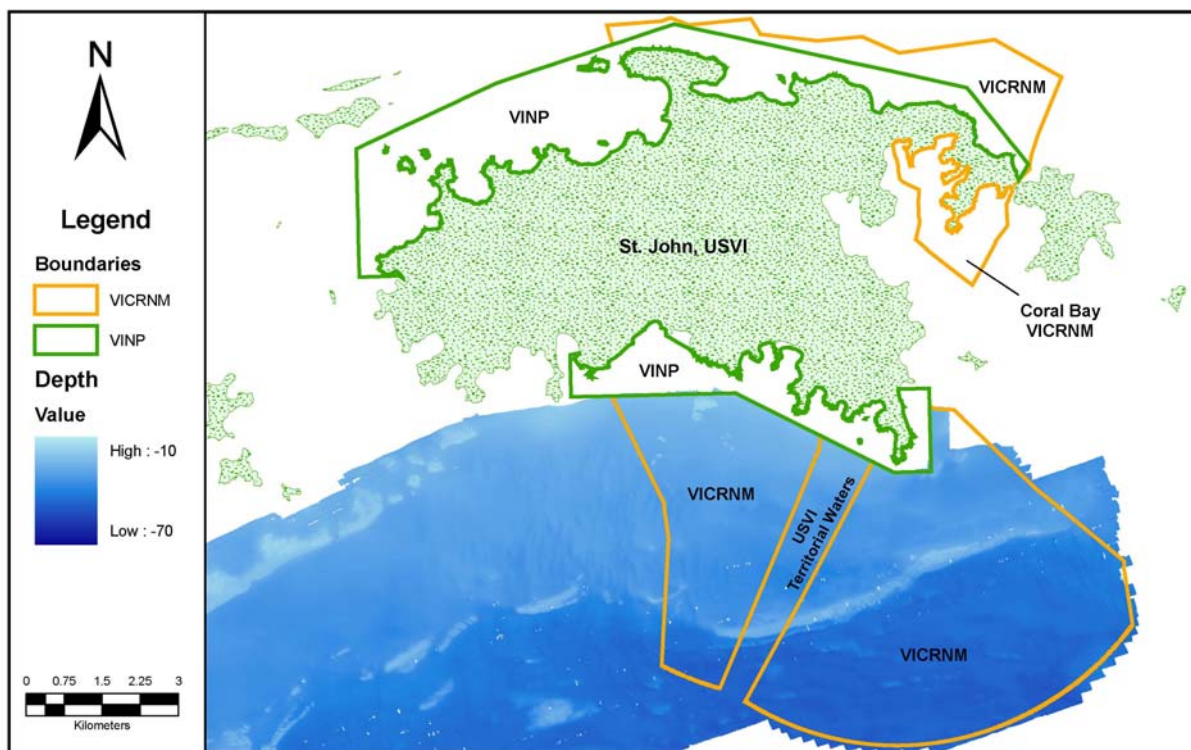 N
Legend
Boundaries
VICRNM
VINP
Depth
Value
High : -10
Low : -70
0 0.75 1.5 2.25 3
Kilometers
VICRNM
VINP
St. John, USVI
Coral Bay
VICRNM
VINP
VICRNM
USVI
Territorial Waters
VICRNM